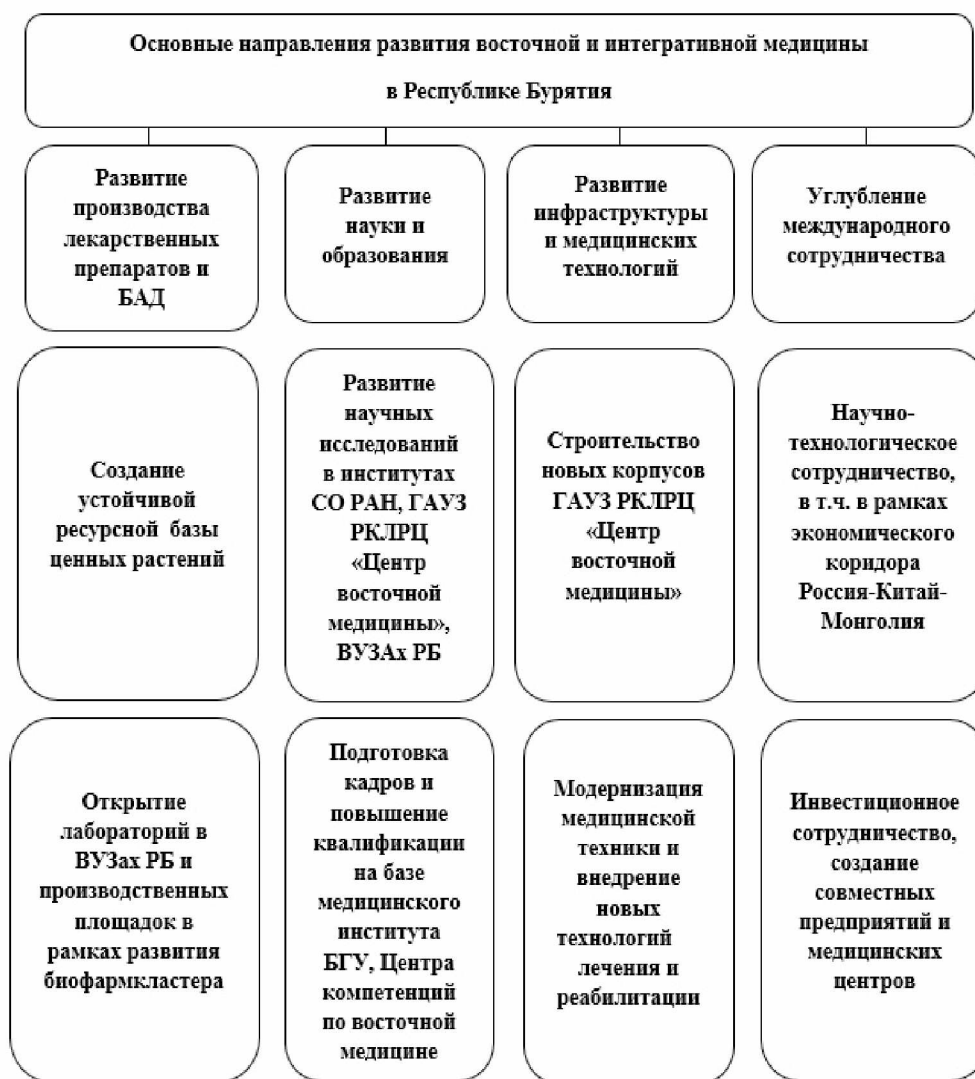 Основные направления развития восточной и интегративной медицины
в Республике Бурятия
Развитие
производства
лекарственных
препаратов и
БАД
Развитие
науки и
образования
Развитие
инфраструктуры
и медицинских
технологий
Углубление
международного
сотрудничества
Создание
устойчивой
ресурсной базы
ценных растений
Развитие
научных
исследований
в институтах
СО РАН, ГАУЗ
РКЛРЦ
«Центр
восточной
медицины»,
ВУЗАх РБ
Строительство
новых корпусов
ГАУЗ РКЛРЦ
«Центр
восточной
медицины»
Научно-
технологическое
сотрудничество,
в т.ч. в рамках
экономического
коридора
Россия-Китай-
Монголия
Открытие
лабораторий в
ВУЗах РБ и
производственных
площадок в
рамках развития
биофармкластера
Подготовка
кадров и
повышение
квалификации
на базе
медицинского
института
БГУ, Центра
компетенций
по восточной
медицине
Модернизация
медицинской
техники и
внедрение
новых
технологий
лечения и
реабилитации
Инвестиционное
сотрудничество,
создание
совместных
предприятий и
медицинских
центров